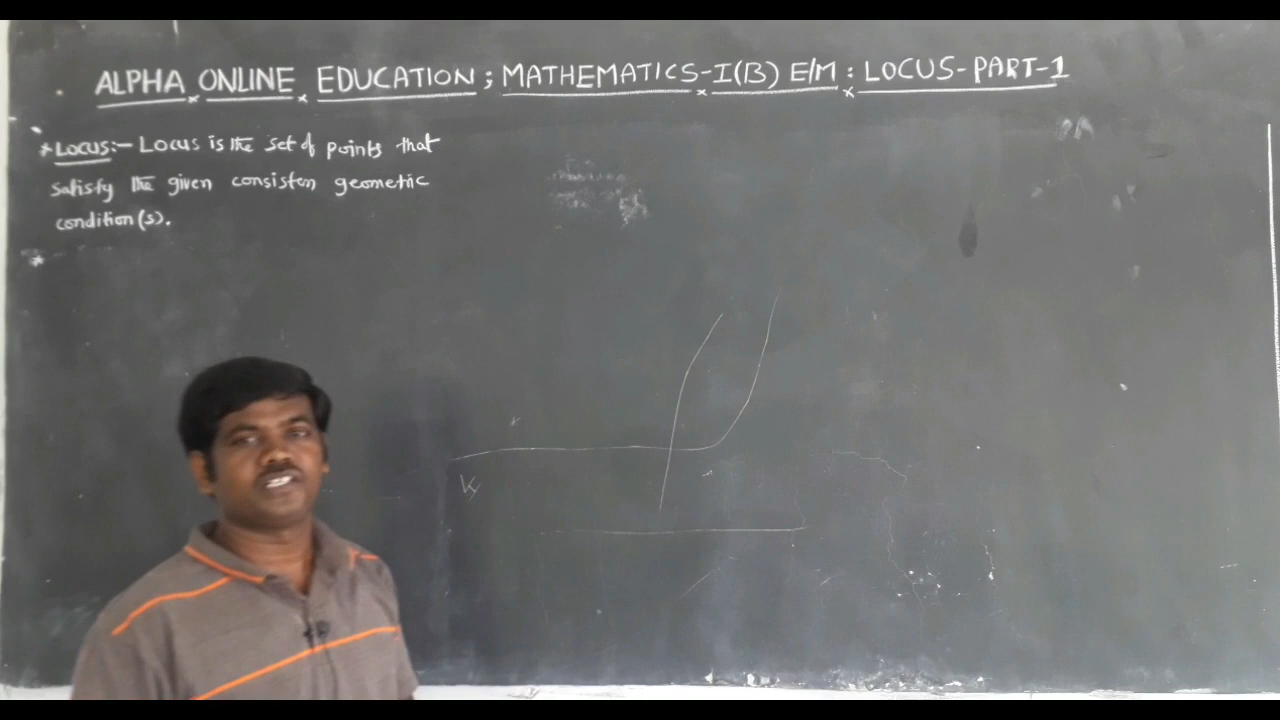 ALPHA ONLINE EDUCATION ; MATHEMATICS-I(B) E/M : LOCUS-PART-1
* LOCUS:- Locus is the set of points that
satisfy the given consisten geometric
condition(s).
*